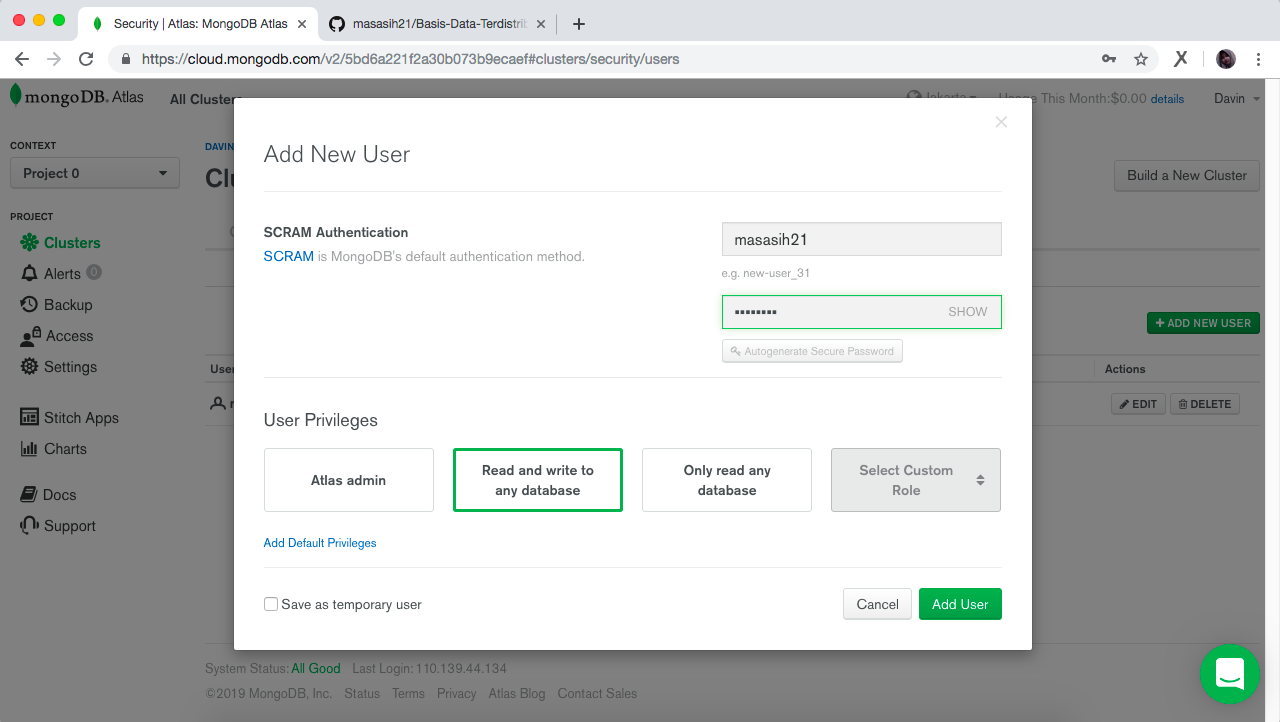 Security | Atlas: MongoDB Atlas
masasih21/Basis-Data-Terdistrib
https://cloud.mongodb.com/v2/5bd6a221f2a30b073b9ecaef#clusters/security/users
mongoDB. Atlas
All Clusters
Jakarta
Usage This Month:$0.00 details
Davin
CONTEXT
DAVIN
Project 0
Clu
Build a New Cluster
PROJECT
Clusters
Alerts 0
Backup
Access
Settings
Stitch Apps
Charts
Docs
Support
Add New User
SCRAM Authentication
SCRAM is MongoDB's default authentication method.
masasih21
e.g. new-user_31
•••••••• SHOW
Autogenerate Secure Password
+ ADD NEW USER
User
Actions
EDIT
DELETE
User Privileges
Atlas admin
Read and write to
any database
Only read any
database
Select Custom
Role
Add Default Privileges
Save as temporary user
Cancel
Add User
System Status: All Good Last Login: 110.139.44.134
©2019 MongoDB, Inc. Status Terms Privacy Atlas Blog Contact Sales